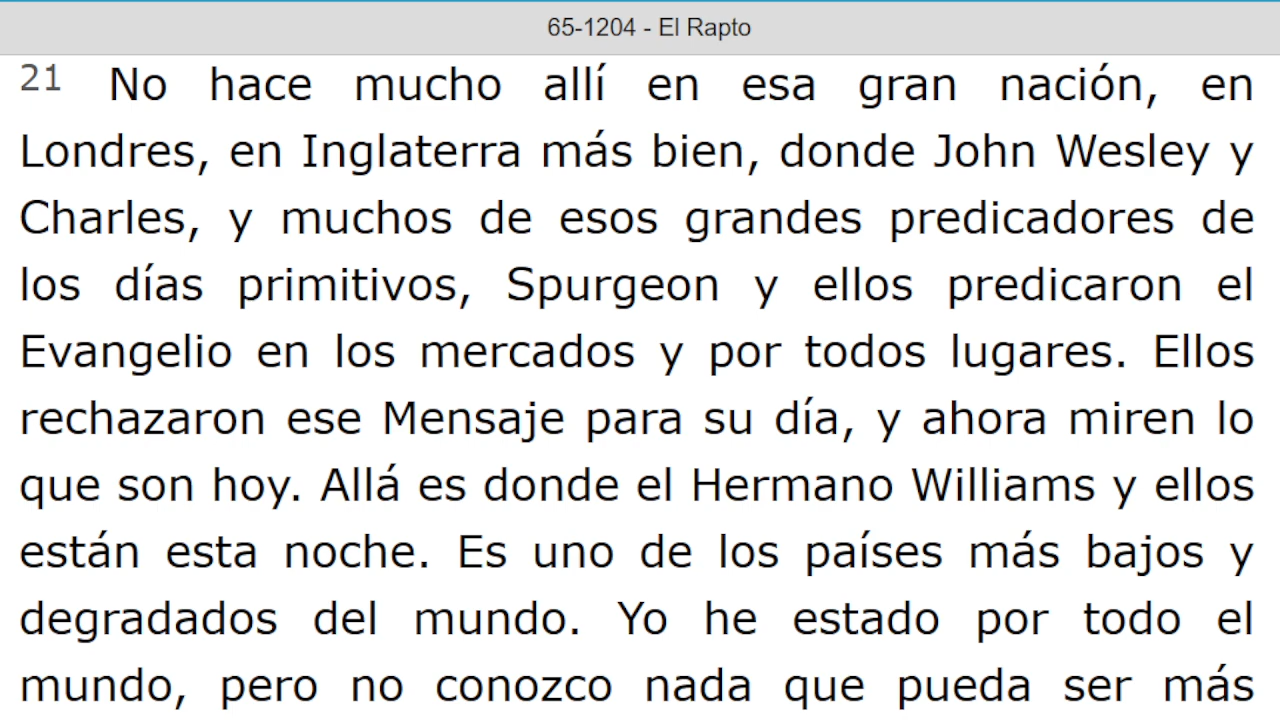 65-1204 - El Rapto
21 No hace mucho allí en esa gran nación, en
Londres, en Inglaterra más bien, donde John Wesley y
Charles, y muchos de esos grandes predicadores de
los días primitivos, Spurgeon y ellos predicaron el
Evangelio en los mercados y por todos lugares. Ellos
rechazaron ese Mensaje para su día, y ahora miren lo
que son hoy. Allá es donde el Hermano Williams y ellos
están esta noche. Es uno de los países más bajos y
degradados del mundo. Yo he estado por todo el
mundo, pero no conozco nada que pueda ser más